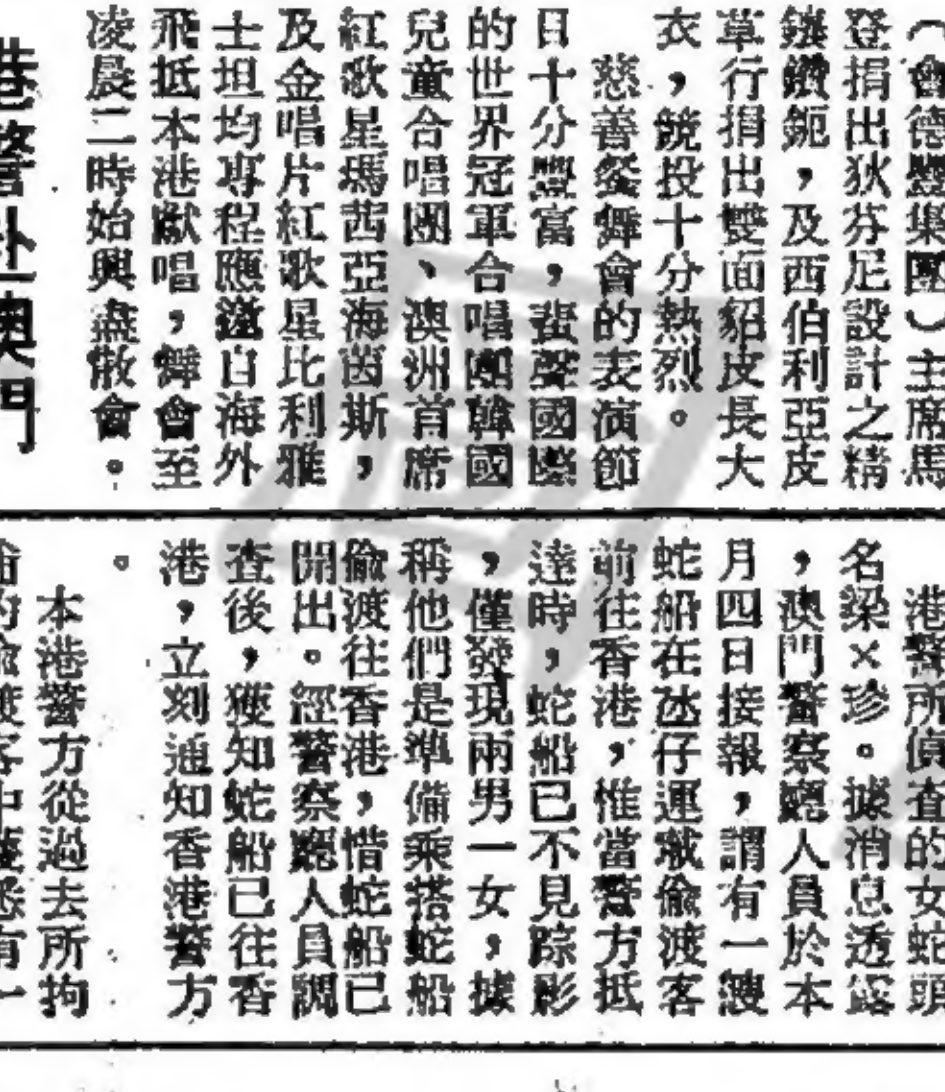 （會德豐集團）主席馬
登捐出狄芬尼設計之精
鑲鑽鈪，及西伯利亞皮
草行捐出雙面貂皮長大
衣，競投十分熱烈。
慈善餐舞會的表演節
目十分豐富，蜚聲國際
的世界冠軍合唱團韓國
兒童合唱團、澳洲首席
紅歌星瑪茜亞海茵斯，
及金唱片紅歌星比利雅
士坦均專程應邀自海外
飛抵本港獻唱，舞會至
凌晨二時始興盡散會。
港警赴澳門
港警所偵查的女蛇頭
名梁×珍。據消息透露
，澳門警察廳人員於本
月四日接報，謂有一艘
蛇船在氹仔運載偷渡客
前往香港，惟當警方抵
達時，蛇船已不見踪影
，僅發現兩男一女，據
稱他們是準備乘搭蛇船
偷渡往香港，惜蛇船已
開出。經警察廳人員調
查後，獲知蛇船已往香
港，立刻通知香港警方
。
本港警方從過去所拘
捕的偷渡客中獲悉有一